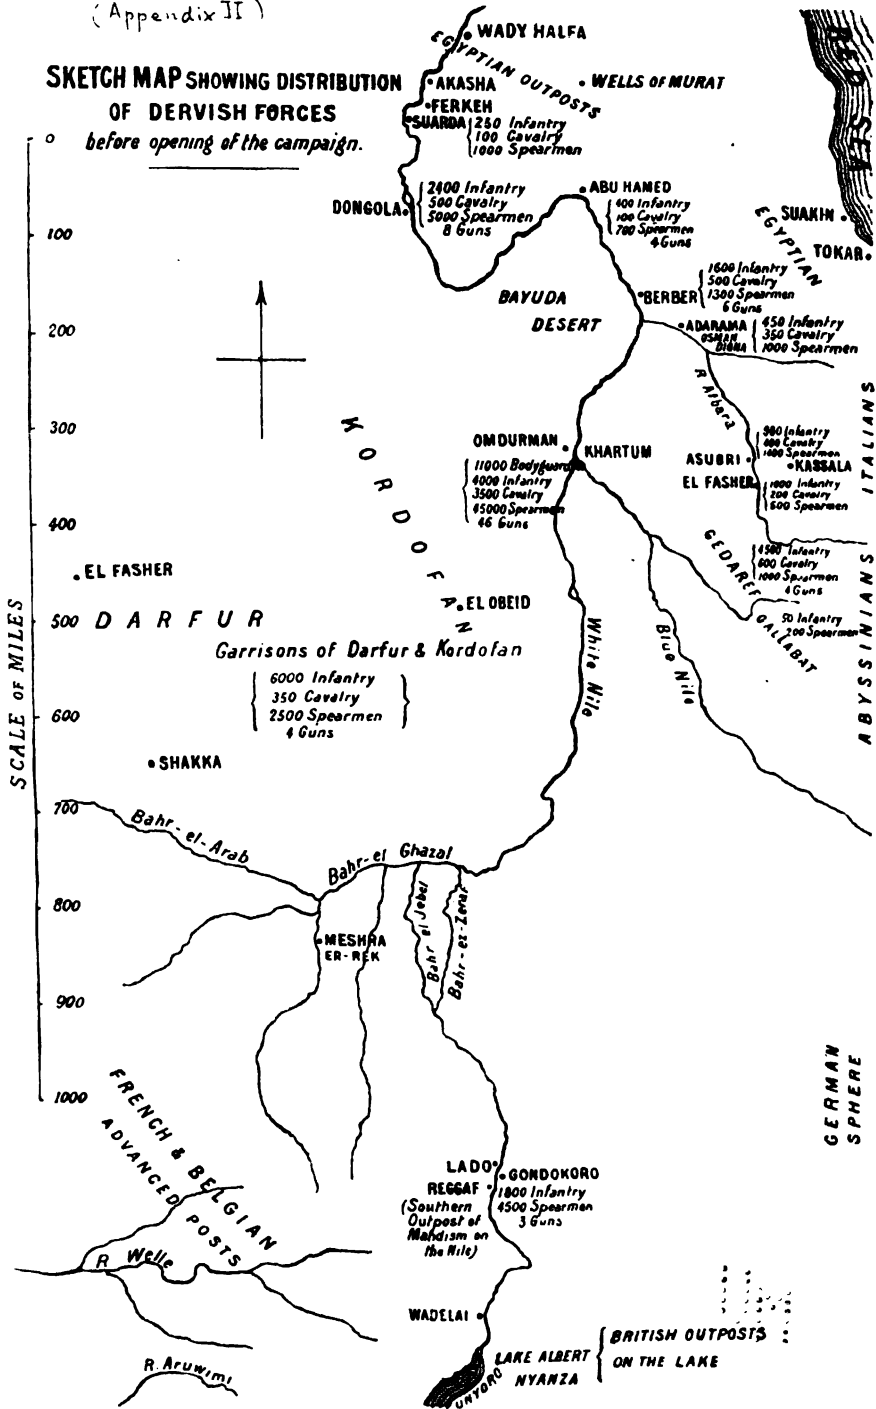 (Appendix II)
SKETCH MAP SHOWING DISTRIBUTION
OF DERVISH FORCES
before opening of the campaign.
WADY HALFA
EGYPTIAN OUTPOSTS
AKASHA
WELLS OF MURAT
FERKEH
SUARDA
250 Infantry
100 Cavalry
1000 Spearmen
RED SEA
DONGOLA
2400 Infantry
500 Cavalry
5000 Spearmen
8 Guns
ABU HAMED
400 Infantry
100 Cavalry
700 Spearmen
4 Guns
SUAKIN
EGYPTIAN
TOKAR
BERBER
1600 Infantry
500 Cavalry
1300 Spearmen
6 Guns
BAYUDA
DESERT
ADARAMA
OSMAN
DIGNA
450 Infantry
350 Cavalry
1000 Spearmen
R Atbara
KORDOFAN
OMDURMAN
KHARTUM
11000 Bodyguard
4000 Infantry
3500 Cavalry
45000 Spearmen
46 Guns
ASUBRI
Infantry
Cavalry
Spearmen
KASSALA
EL FASHER
1000 Infantry
200 Cavalry
600 Spearmen
ITALIANS
GEDAREF
4500 Infantry
600 Cavalry
1000 Spearmen
4 Guns
GALLABAT
50 Infantry
200 Spearmen
ABYSSINIANS
EL FASHER
DARFUR
EL OBEID
Garrisons of Darfur & Kordofan
6000 Infantry
350 Cavalry
2500 Spearmen
4 Guns
White Nile
Blue Nile
SHAKKA
Bahr-el-Arab
Bahr-el Ghazal
Bahr el Jebel
Bahr-ez-Zeraf
MESHRA
ER-REK
SCALE OF MILES
0
100
200
300
400
500
600
700
800
900
1000
GERMAN
SPHERE
FRENCH & BELGIAN
ADVANCED POSTS
LADO
GONDOKORO
REGGAF
(Southern
Outpost of
Mahdism on
the Nile)
1800 Infantry
4500 Spearmen
3 Guns
R Welle
R. Aruwimi
WADELAI
LAKE ALBERT
NYANZA
BRITISH OUTPOSTS
ON THE LAKE
UNYORO